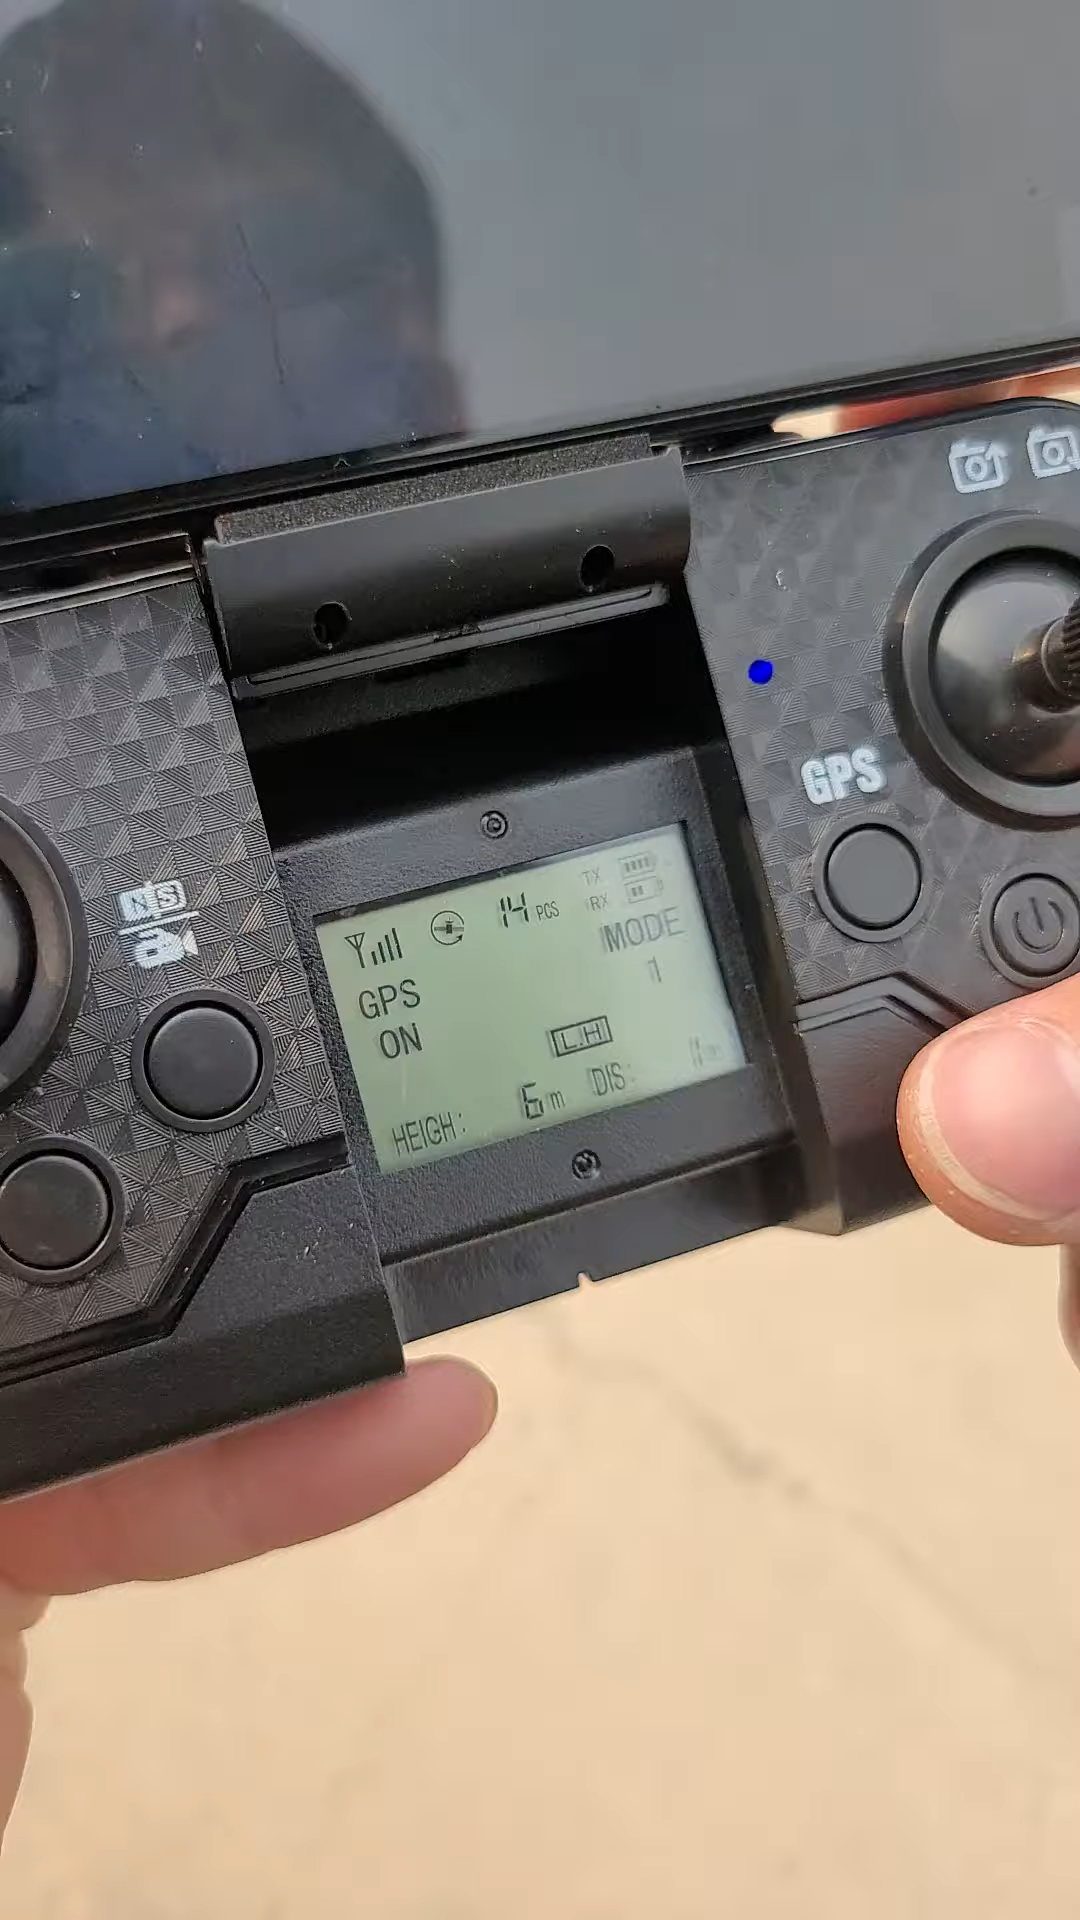 GPS
14 PCS
TX
RX
MODE
1
GPS
ON
HEIGH: 6 m DIS: